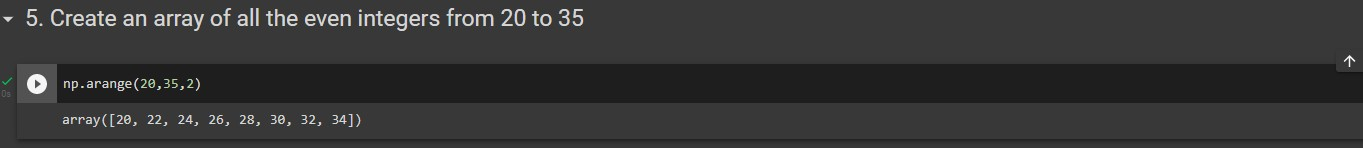 5. Create an array of all the even integers from 20 to 35
np.arange(20,35,2)
0s
array([20, 22, 24, 26, 28, 30, 32, 34])